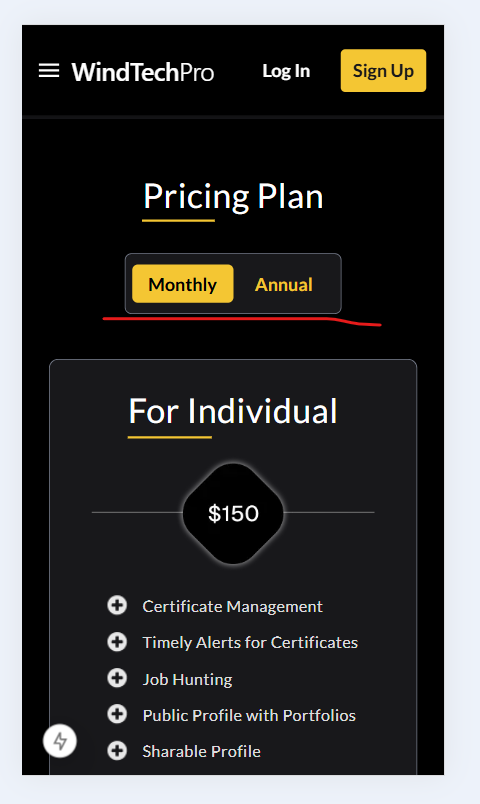 WindTechPro Log In Sign Up
Pricing Plan
Monthly Annual
For Individual
$150
Certificate Management
Timely Alerts for Certificates
Job Hunting
Public Profile with Portfolios
Sharable Profile